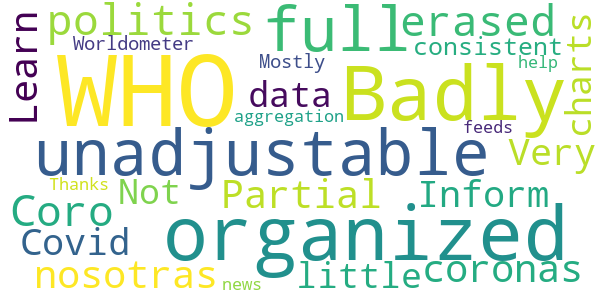 politics full erased
Learn Worldometer consistent charts
WHO Mostly help
data Badly
aggregation feeds
unadjustable Very
Thanks Not Partial Inform
Coro organized
Covid
nosotras little coronas
news